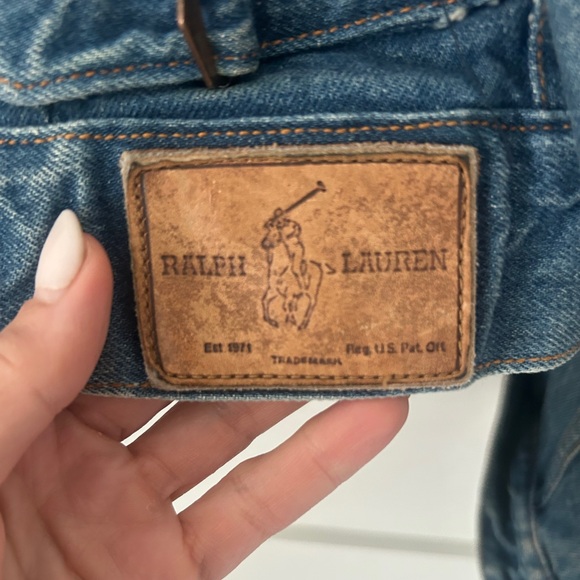 RALPH LAUREN
Est 1971 Reg. U.S. Pat. Off.
TRADEMARK